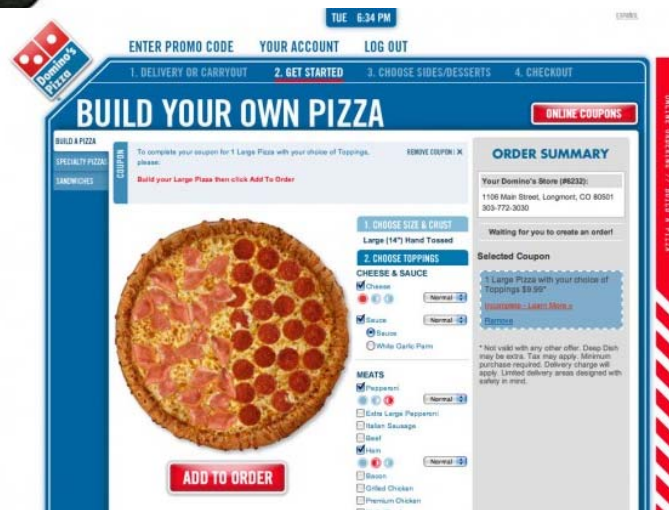 TUE 6:34 PM
ESPAÑOL
ENTER PROMO CODE YOUR ACCOUNT LOG OUT
Domino's
Pizza
1. DELIVERY OR CARRYOUT 2. GET STARTED 3. CHOOSE SIDES/DESSERTS 4. CHECKOUT
BUILD YOUR OWN PIZZA
ONLINE COUPONS
BUILD A PIZZA
SPECIALTY PIZZAS
SANDWICHES
COUPON
To complete your coupon for 1 Large Pizza with your choice of Toppings,
please:
REMOVE COUPON: X
Build your Large Pizza then click Add To Order
1. CHOOSE SIZE & CRUST
Large (14") Hand Tossed
2. CHOOSE TOPPINGS
CHEESE & SAUCE
Cheese
Normal
Sauce
Normal
Sauce
White Garlic Parm
MEATS
Pepperoni
Normal
Extra Large Pepperoni
Italian Sausage
Beef
Ham
Normal
Bacon
Grilled Chicken
Premium Chicken
ADD TO ORDER
ORDER SUMMARY
Your Domino's Store (#6232):
1106 Main Street, Longmont, CO 80501
303-772-3030
Waiting for you to create an order!
Selected Coupon
1 Large Pizza with your choice of
Toppings $9.99*
Incomplete - Learn More »
Remove
* Not valid with any other offer. Deep Dish
may be extra. Tax may apply. Minimum
purchase required. Delivery charge will
apply. Limited delivery areas designed with
safety in mind.